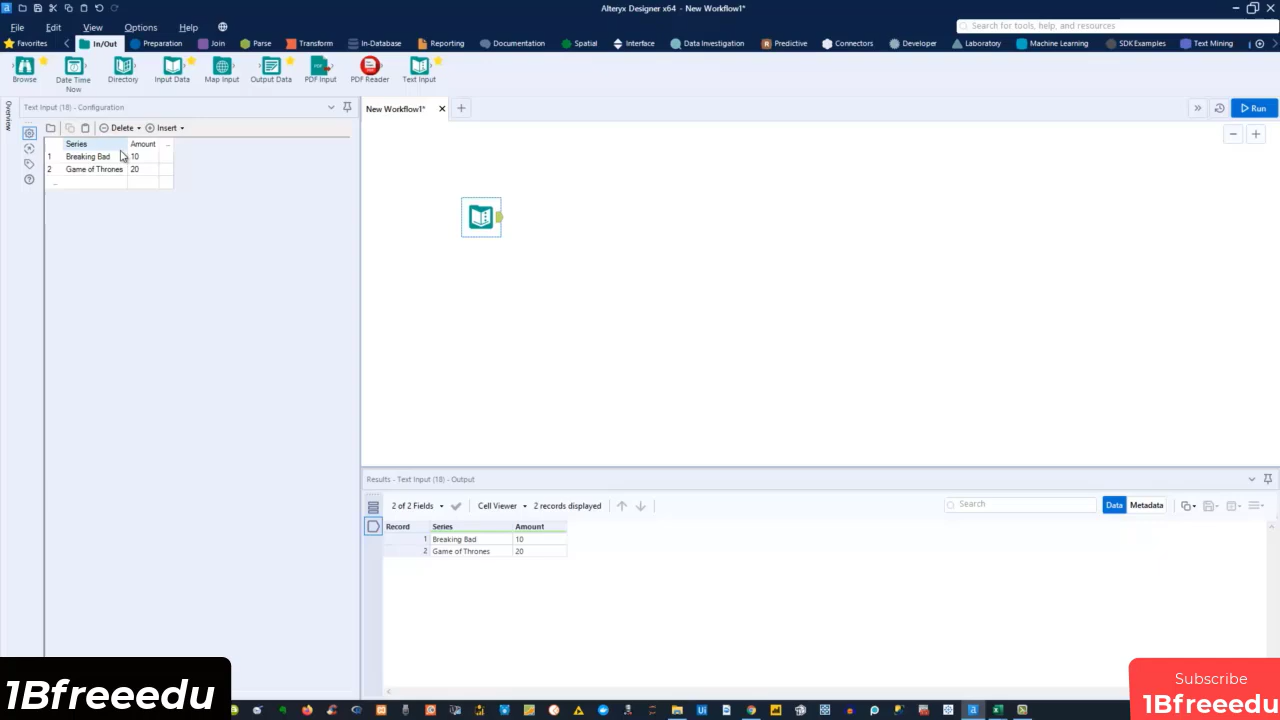 Alteryx Designer x64 - New Workflow1*
File Edit View Options Help
Search for tools, help, and resources
Favorites In/Out Preparation Join Parse Transform In-Database Reporting Documentation Spatial Interface Data Investigation Predictive Connectors Developer Laboratory Machine Learning SDK Examples Text Mining
Browse Date Time Now Directory Input Data Map Input Output Data PDF Input PDF Reader Text Input
Overview
Text Input (18) - Configuration
New Workflow1*
Run
Delete Insert
Series Amount ...
1 Breaking Bad 10
2 Game of Thrones 20
...
Results - Text Input (18) - Output
2 of 2 Fields Cell Viewer 2 records displayed Search Data Metadata
Record Series Amount
1 Breaking Bad 10
2 Game of Thrones 20
1Bfreeedu
Subscribe
1Bfreeedu